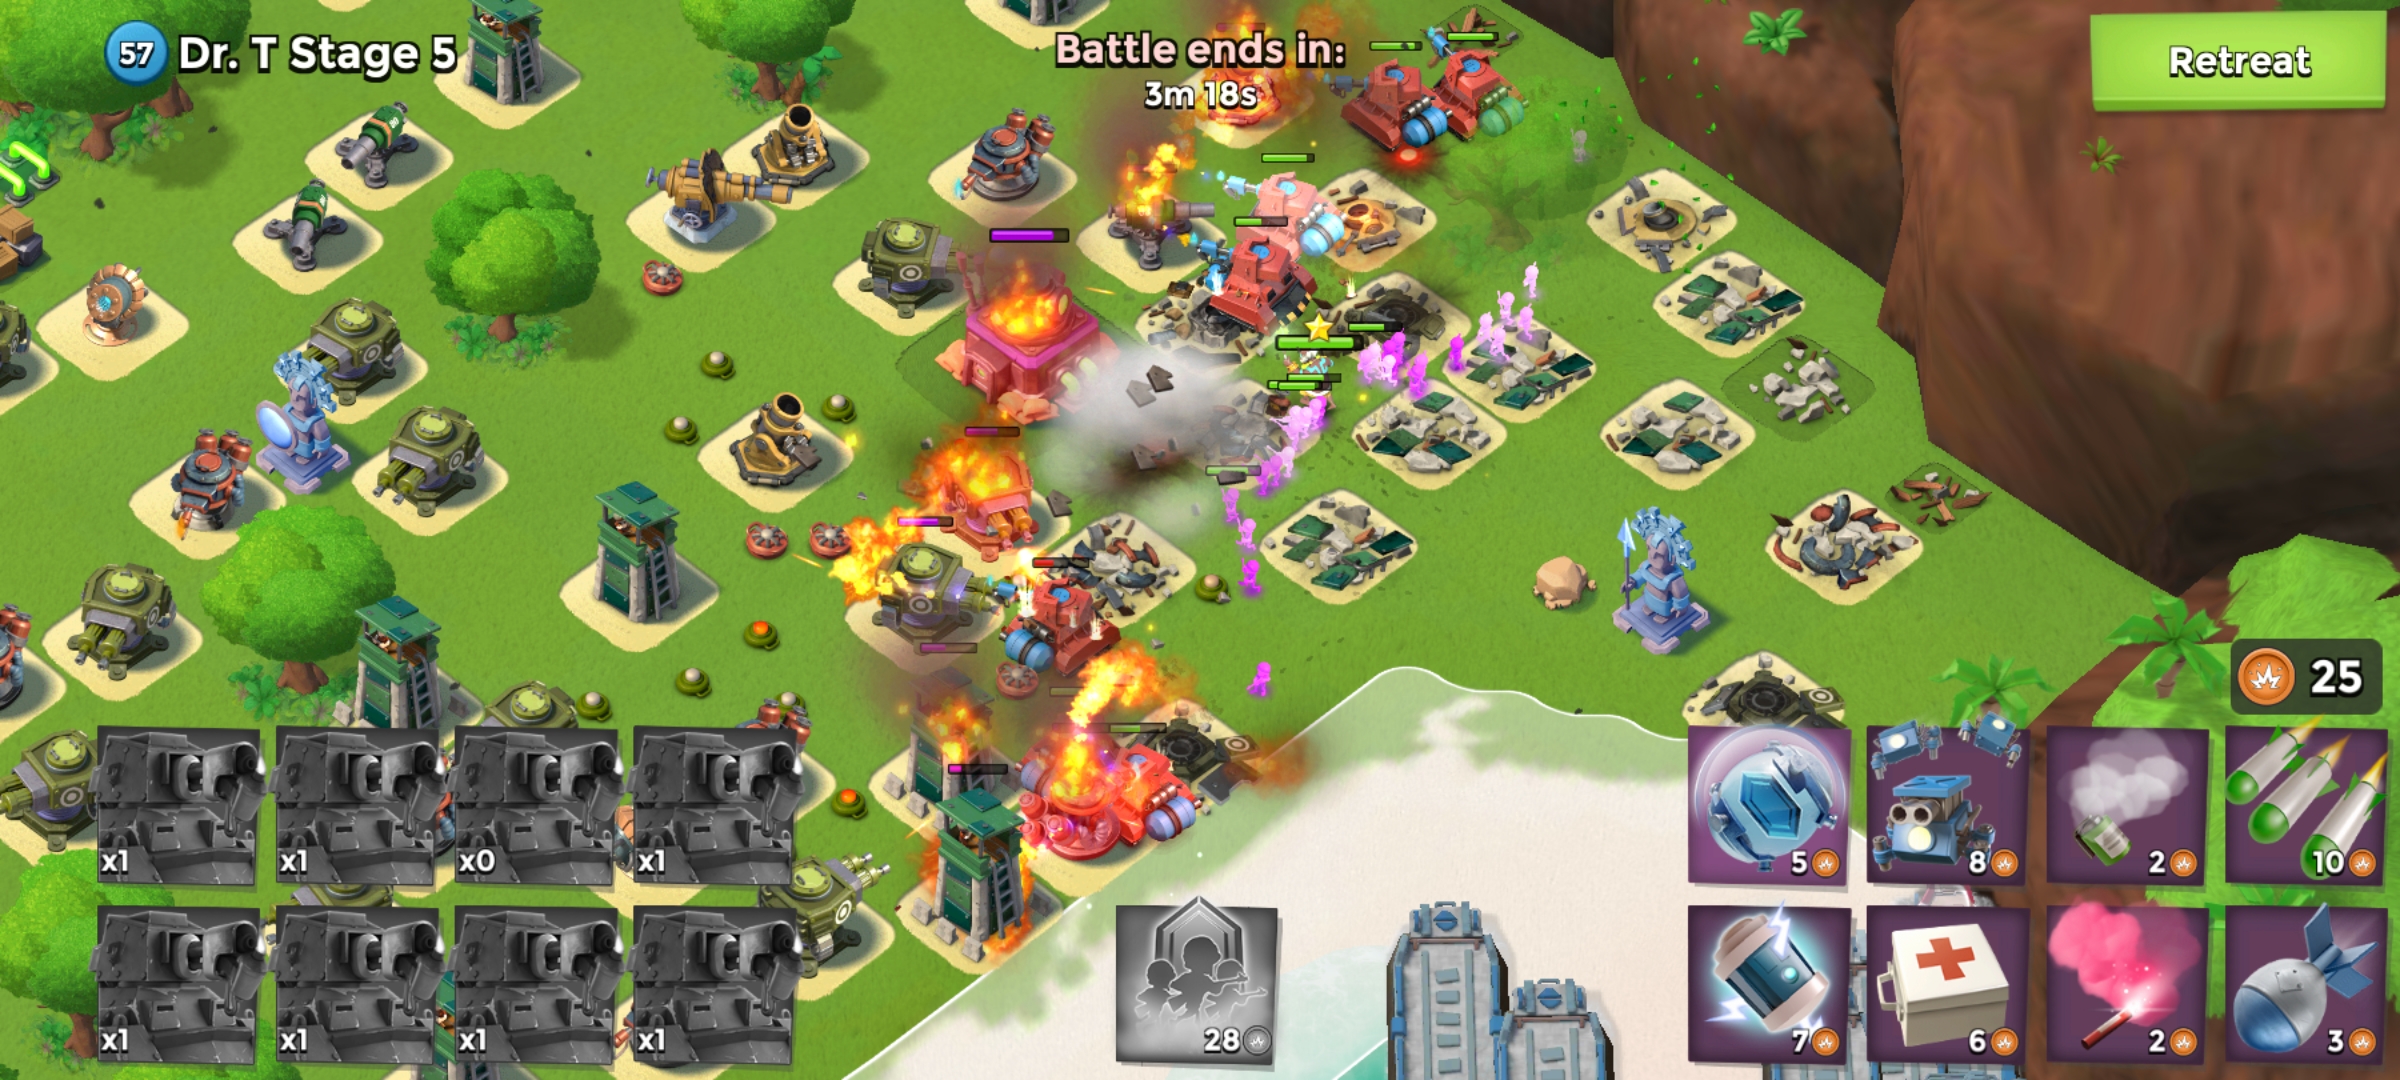 57 Dr. T Stage 5
Battle ends in:
3m 18s
Retreat
25
x1 x1 x0 x1
5 8 2 10
x1 x1 x1 x1
28
7 6 2 3